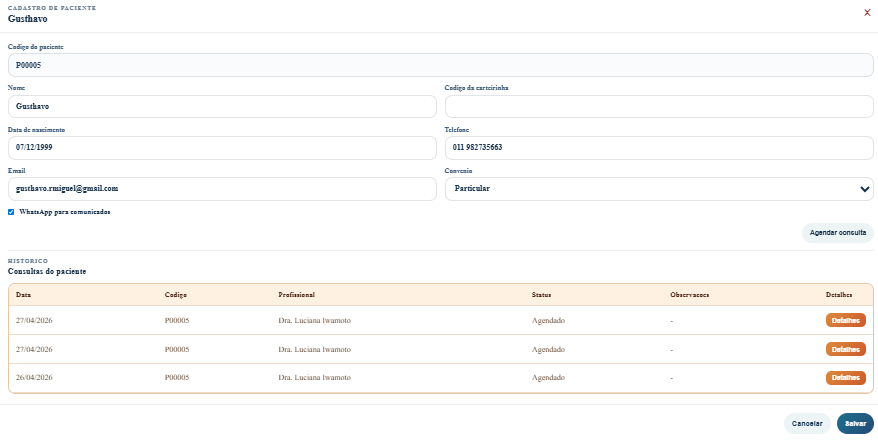 CADASTRO DE PACIENTE
Gusthavo
X
Codigo do paciente
P00005
Nome
Codigo da carteirinha
Gusthavo
Data de nascimento
Telefone
07/12/1999
011 982735663
Email
Convenio
gusthavo.rmiguel@gmail.com
Particular
WhatsApp para comunicados
Agendar consulta
HISTORICO
Consultas do paciente
Data Codigo Profissional Status Observacoes Detalhes
27/04/2026 P00005 Dra. Luciana Iwamoto Agendado - Detalhes
27/04/2026 P00005 Dra. Luciana Iwamoto Agendado - Detalhes
26/04/2026 P00005 Dra. Luciana Iwamoto Agendado - Detalhes
Cancelar Salvar